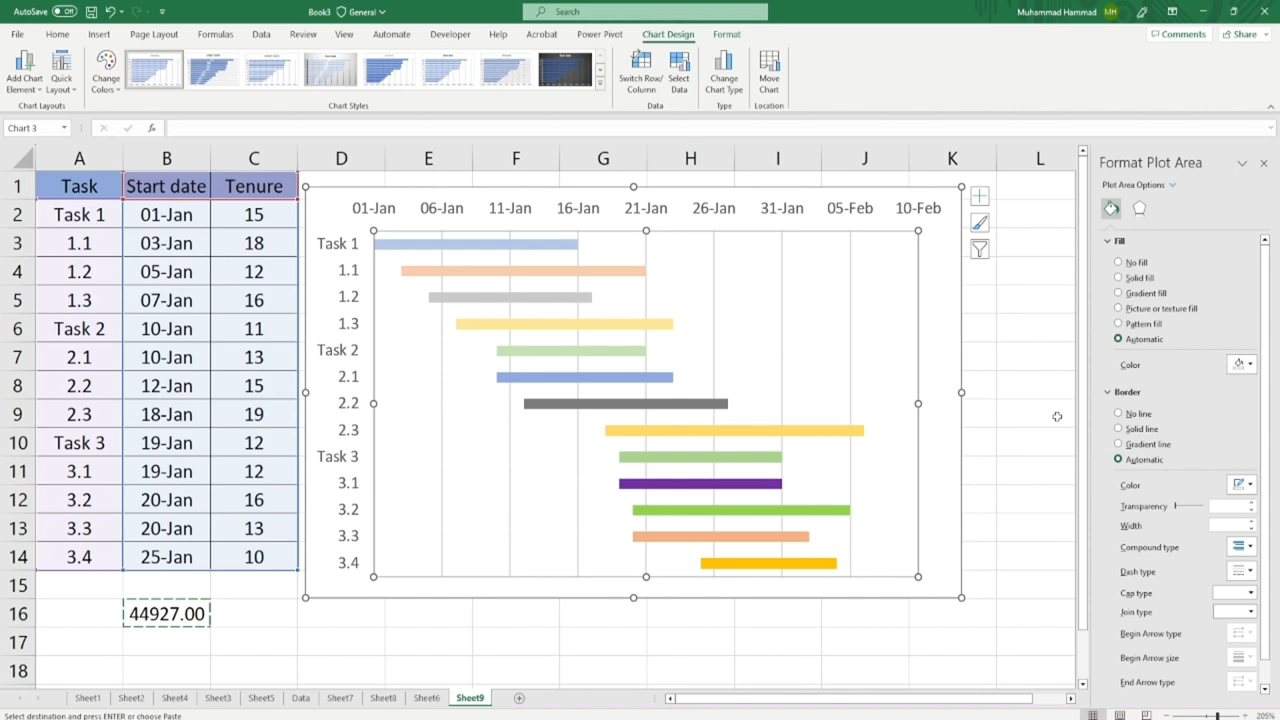 AutoSave Off Book3 General Search Muhammad Hammad MH
File Home Insert Page Layout Formulas Data Review View Automate Developer Help Acrobat Power Pivot Chart Design Format Comments Share
Add Chart Element Quick Layout Change Colors Switch Row/ Column Select Data Change Chart Type Move Chart
Chart Layouts Chart Styles Data Type Location
Chart 3 fx
A B C D E F G H I J K L
1 Task Start date Tenure
2 Task 1 01-Jan 15
3 1.1 03-Jan 18
4 1.2 05-Jan 12
5 1.3 07-Jan 16
6 Task 2 10-Jan 11
7 2.1 10-Jan 13
8 2.2 12-Jan 15
9 2.3 18-Jan 19
10 Task 3 19-Jan 12
11 3.1 19-Jan 12
12 3.2 20-Jan 16
13 3.3 20-Jan 13
14 3.4 25-Jan 10
15
16 44927.00
17
18
01-Jan 06-Jan 11-Jan 16-Jan 21-Jan 26-Jan 31-Jan 05-Feb 10-Feb
Task 1
1.1
1.2
1.3
Task 2
2.1
2.2
2.3
Task 3
3.1
3.2
3.3
3.4
Format Plot Area
Plot Area Options
Fill
No fill
Solid fill
Gradient fill
Picture or texture fill
Pattern fill
Automatic
Color
Border
No line
Solid line
Gradient line
Automatic
Color
Transparency
Width
Compound type
Dash type
Cap type
Join type
Begin Arrow type
Begin Arrow size
End Arrow type
Sheet1 Sheet2 Sheet4 Sheet3 Sheet5 Data Sheet7 Sheet8 Sheet6 Sheet9
Select destination and press ENTER or choose Paste 205%